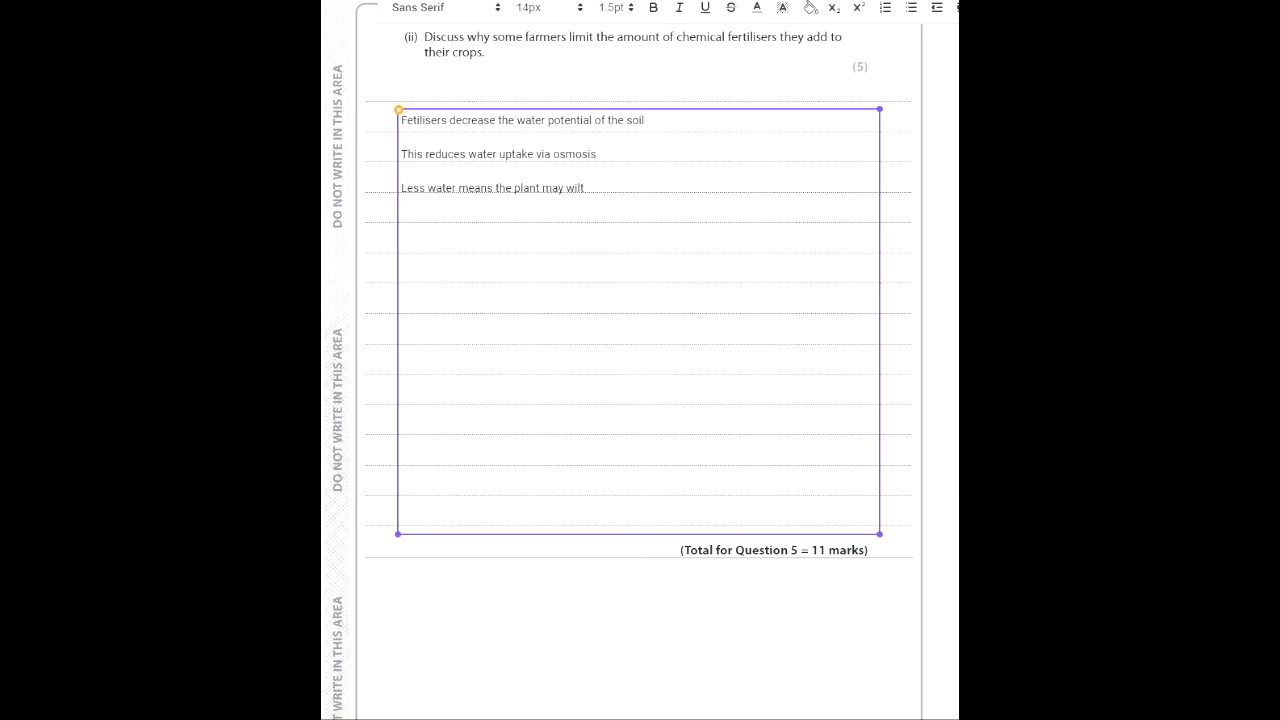 Sans Serif 14px 1.5pt B I U S A A x₂ x²
(ii) Discuss why some farmers limit the amount of chemical fertilisers they add to
their crops.
(5)
Fetilisers decrease the water potential of the soil
This reduces water uptake via osmosis
Less water means the plant may wilt
(Total for Question 5 = 11 marks)
DO NOT WRITE IN THIS AREA
DO NOT WRITE IN THIS AREA
T WRITE IN THIS AREA